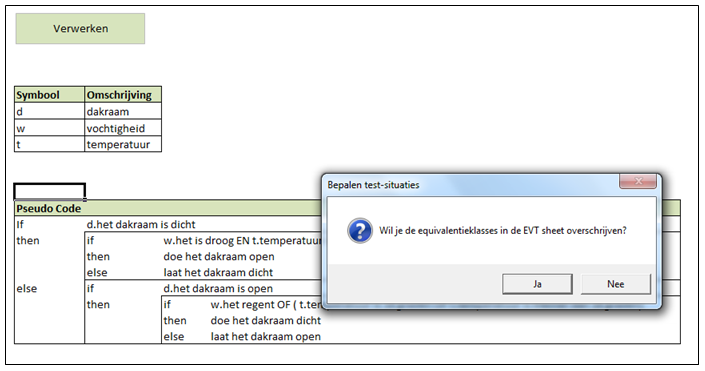 Verwerken
Symbool Omschrijving
d dakraam
w vochtigheid
t temperatuur
Bepalen test-situaties
Wil je de equivalentieklasses in de EVT sheet overschrijven?
Ja Nee
Pseudo Code
If d.het dakraam is dicht
then if w.het is droog EN t.temperatuur
then doe het dakraam open
else laat het dakraam dicht
else if d.het dakraam is open
then if w.het regent OF (
then doe het dakraam dicht
else laat het dakraam open